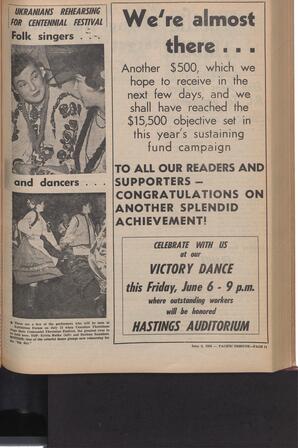 UKRANIANS REHEARSING
FOR CENTENNIAL FESTIVAL
Folk singers . . .
and dancers . . .
We're almost
there . . .
Another $500, which we
hope to receive in the
next few days, and we
shall have reached the
$15,500 objective set in
this year's sustaining
fund campaign
TO ALL OUR READERS AND
SUPPORTERS —
CONGRATULATIONS ON
ANOTHER SPLENDID
ACHIEVEMENT!
CELEBRATE WITH US
at our
VICTORY DANCE
this Friday, June 6 - 9 p.m.
where outstanding workers
will be honored
HASTINGS AUDITORIUM
PACIFIC TRIBUNE—PAGE 11